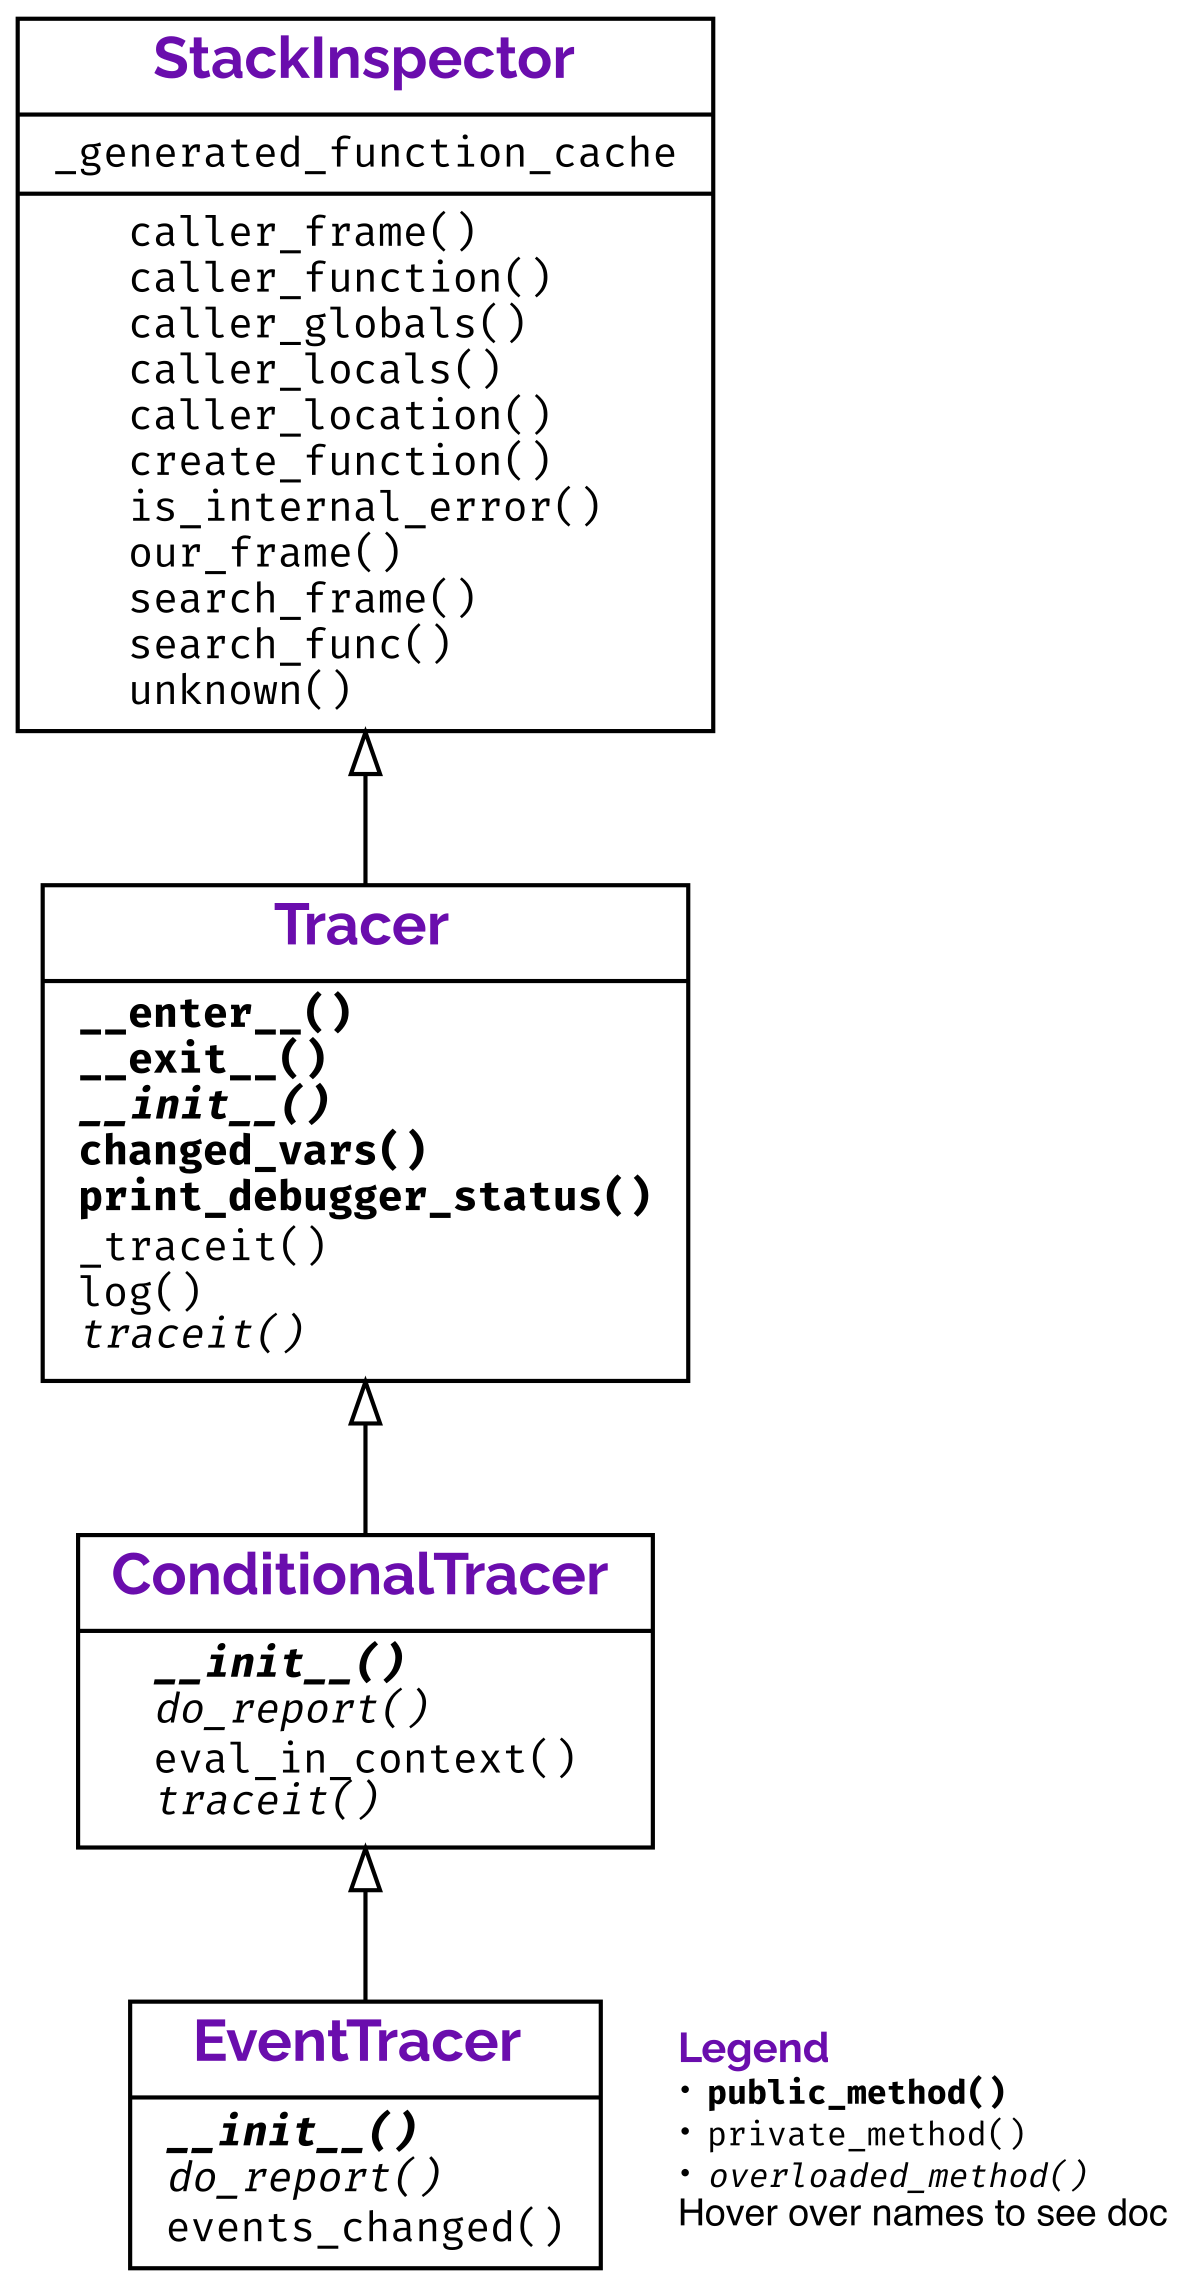 StackInspector
_generated_function_cache
caller_frame()
caller_function()
caller_globals()
caller_locals()
caller_location()
create_function()
is_internal_error()
our_frame()
search_frame()
search_func()
unknown()
Tracer
__enter__()
__exit__()
__init__()
changed_vars()
print_debugger_status()
_traceit()
log()
traceit()
ConditionalTracer
__init__()
do_report()
eval_in_context()
traceit()
EventTracer
__init__()
do_report()
events_changed()
Legend
• public_method()
• private_method()
• overloaded_method()
Hover over names to see doc